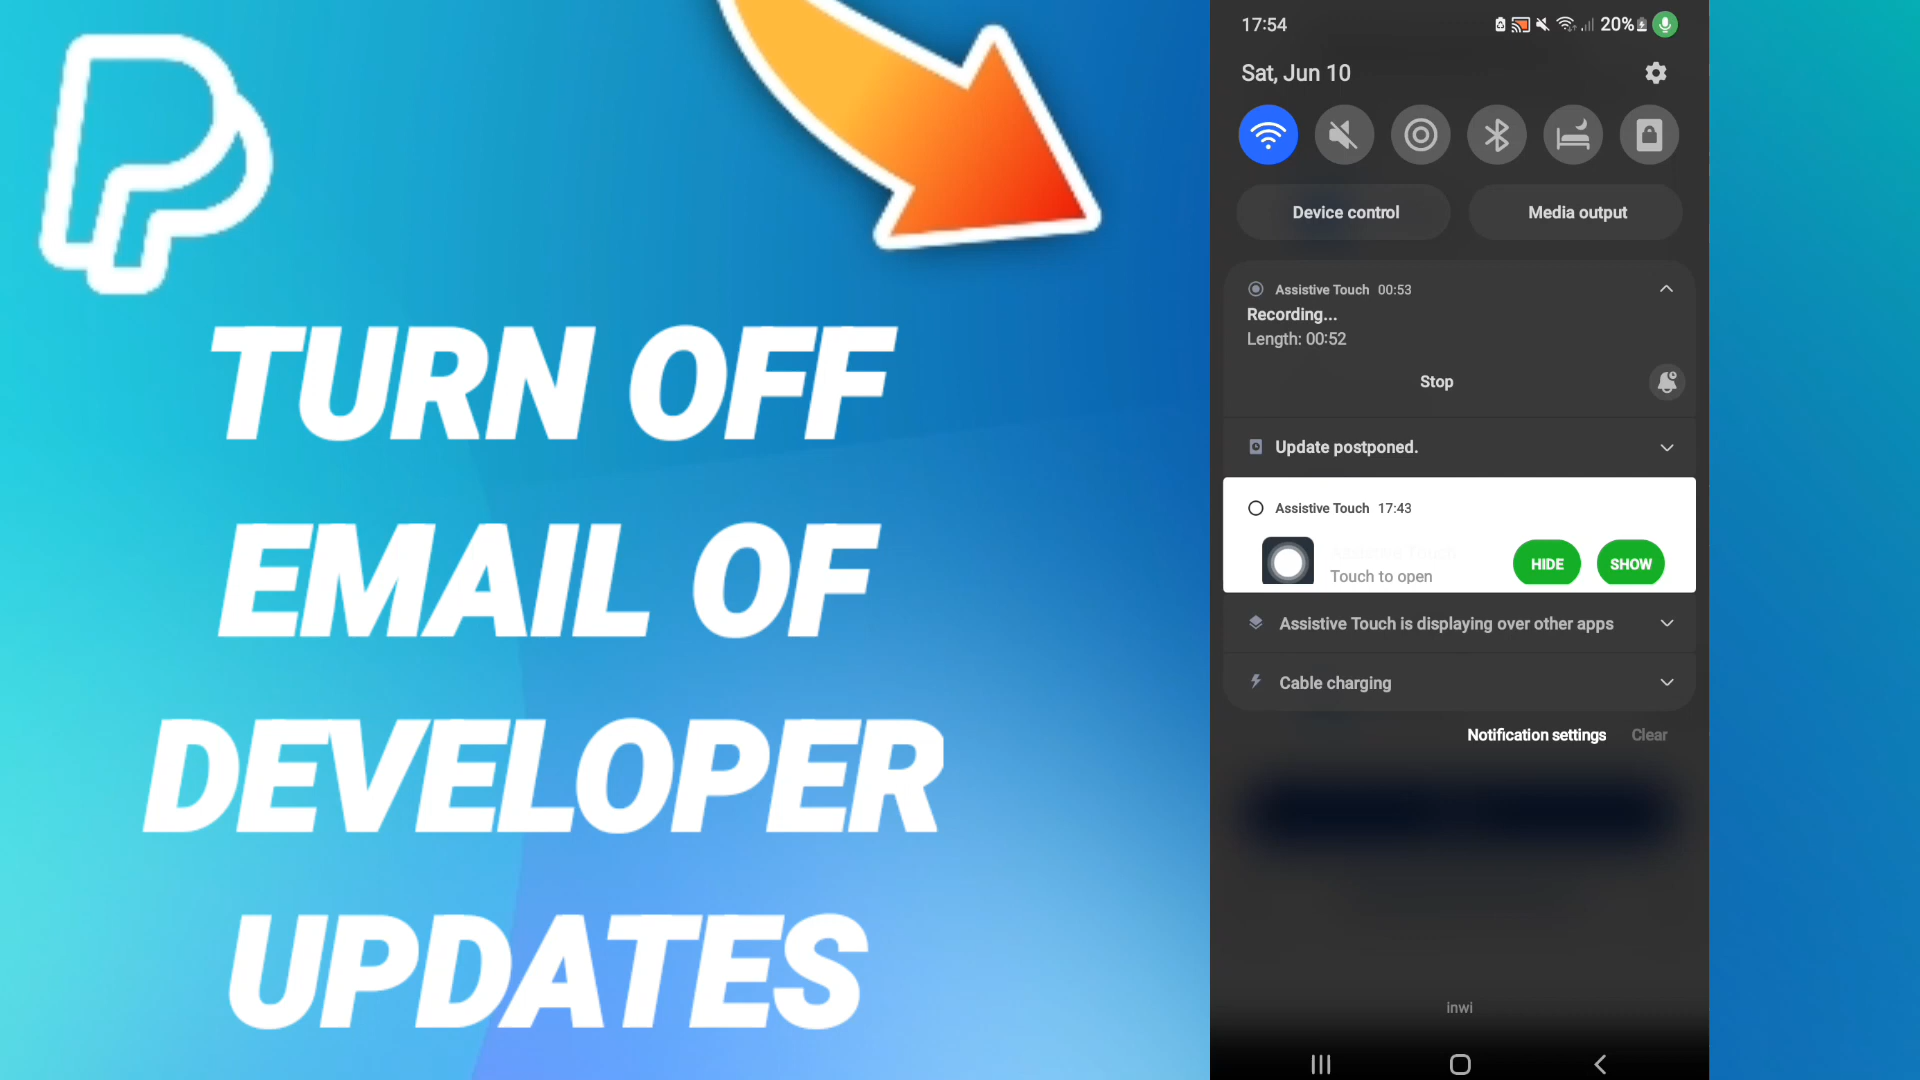 TURN OFF
EMAIL OF
DEVELOPER
UPDATES
17:54
20%
Sat, Jun 10
Device control
Media output
Assistive Touch 00:53
Recording...
Length: 00:52
Stop
Update postponed.
Assistive Touch 17:43
Assistive Touch
Touch to open
HIDE
SHOW
Assistive Touch is displaying over other apps
Cable charging
Notification settings
Clear
inwi